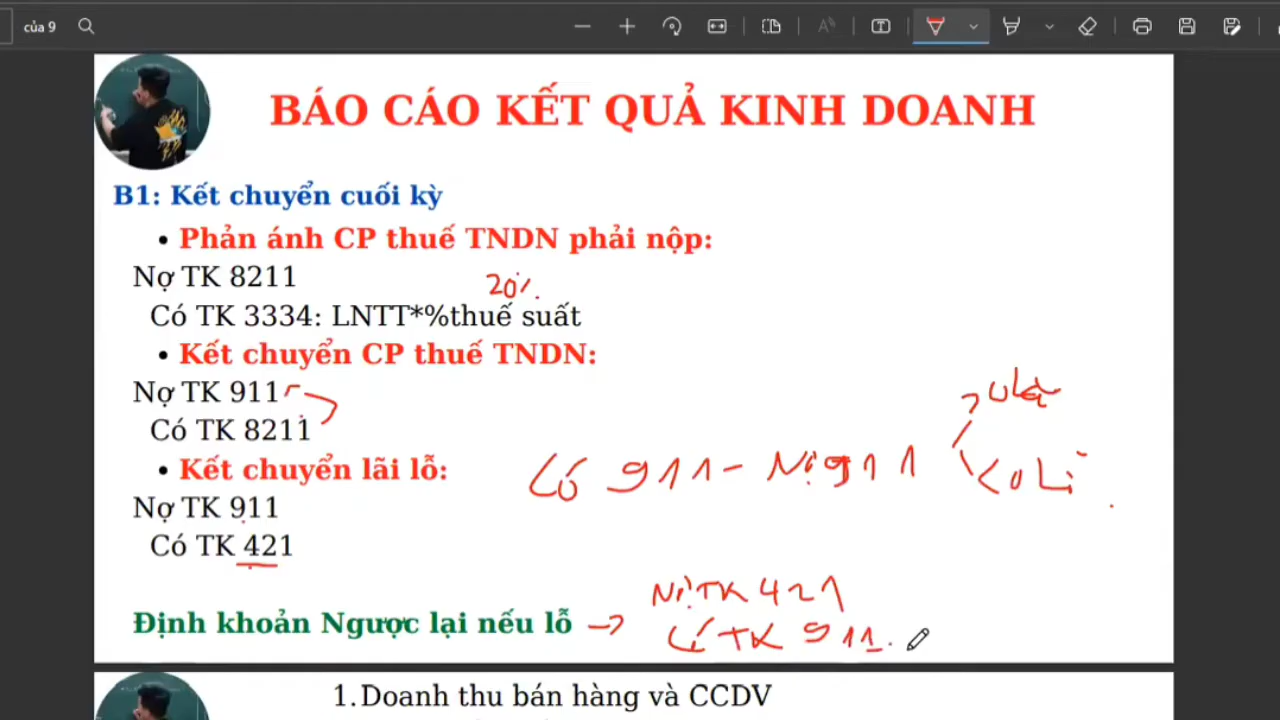 của 9
BÁO CÁO KẾT QUẢ KINH DOANH
B1: Kết chuyển cuối kỳ
• Phản ánh CP thuế TNDN phải nộp:
Nợ TK 8211
20%
Có TK 3334: LNTT*%thuế suất
• Kết chuyển CP thuế TNDN:
Nợ TK 911
Có TK 8211
• Kết chuyển lãi lỗ:
Có 911 - Nợ 911
Nợ TK 911
Có TK 421
Nợ TK 421
Định khoản Ngược lại nếu lỗ →
Có TK 911.
1.Doanh thu bán hàng và CCDV